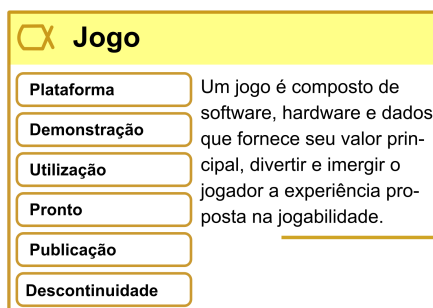 Jogo
Plataforma
Demonstração
Utilização
Pronto
Publicação
Descontinuidade
Um jogo é composto de
software, hardware e dados
que fornece seu valor prin-
cipal, divertir e imergir o
jogador a experiência pro-
posta na jogabilidade.